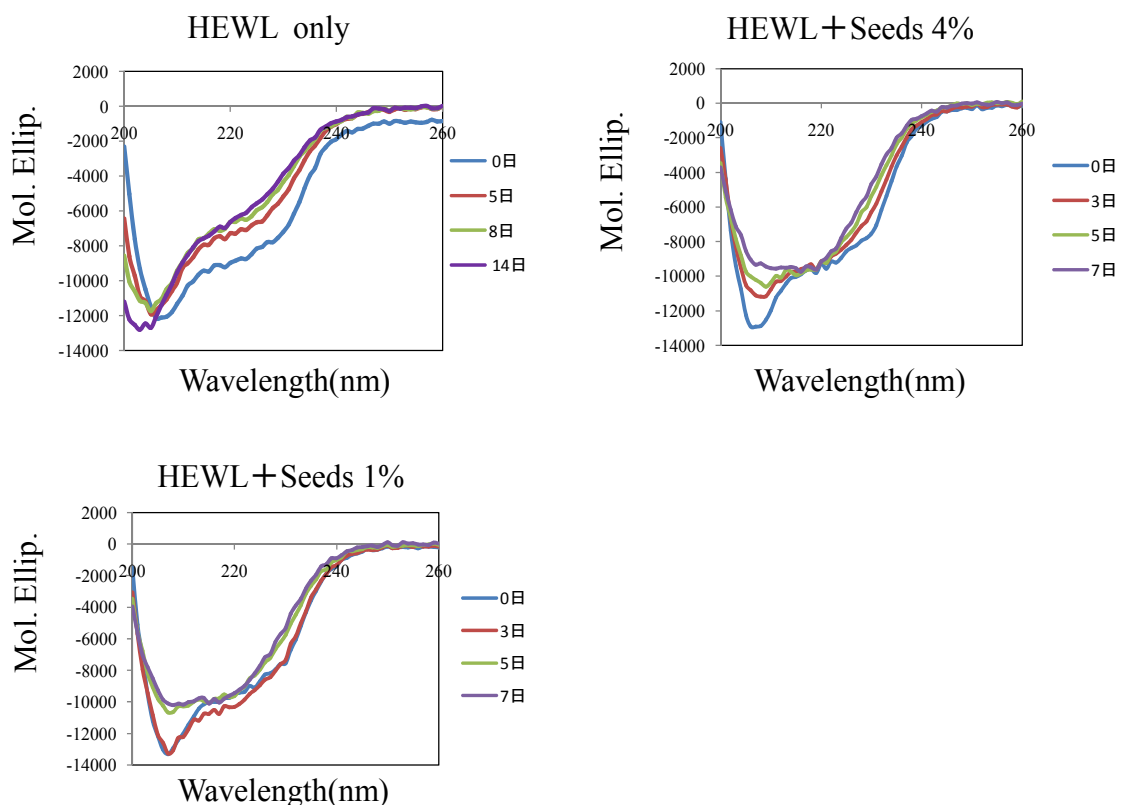 HEWL only
2000
0
-2000
-4000
-6000
-8000
-10000
-12000
-14000
200
220
240
260
Mol. Ellip.
Wavelength(nm)
0日
5日
8日
14日
HEWL+Seeds 4%
2000
0
-2000
-4000
-6000
-8000
-10000
-12000
-14000
200
220
240
260
Mol. Ellip.
Wavelength(nm)
0日
3日
5日
7日
HEWL+Seeds 1%
2000
0
-2000
-4000
-6000
-8000
-10000
-12000
-14000
200
220
240
260
Mol. Ellip.
Wavelength(nm)
0日
3日
5日
7日